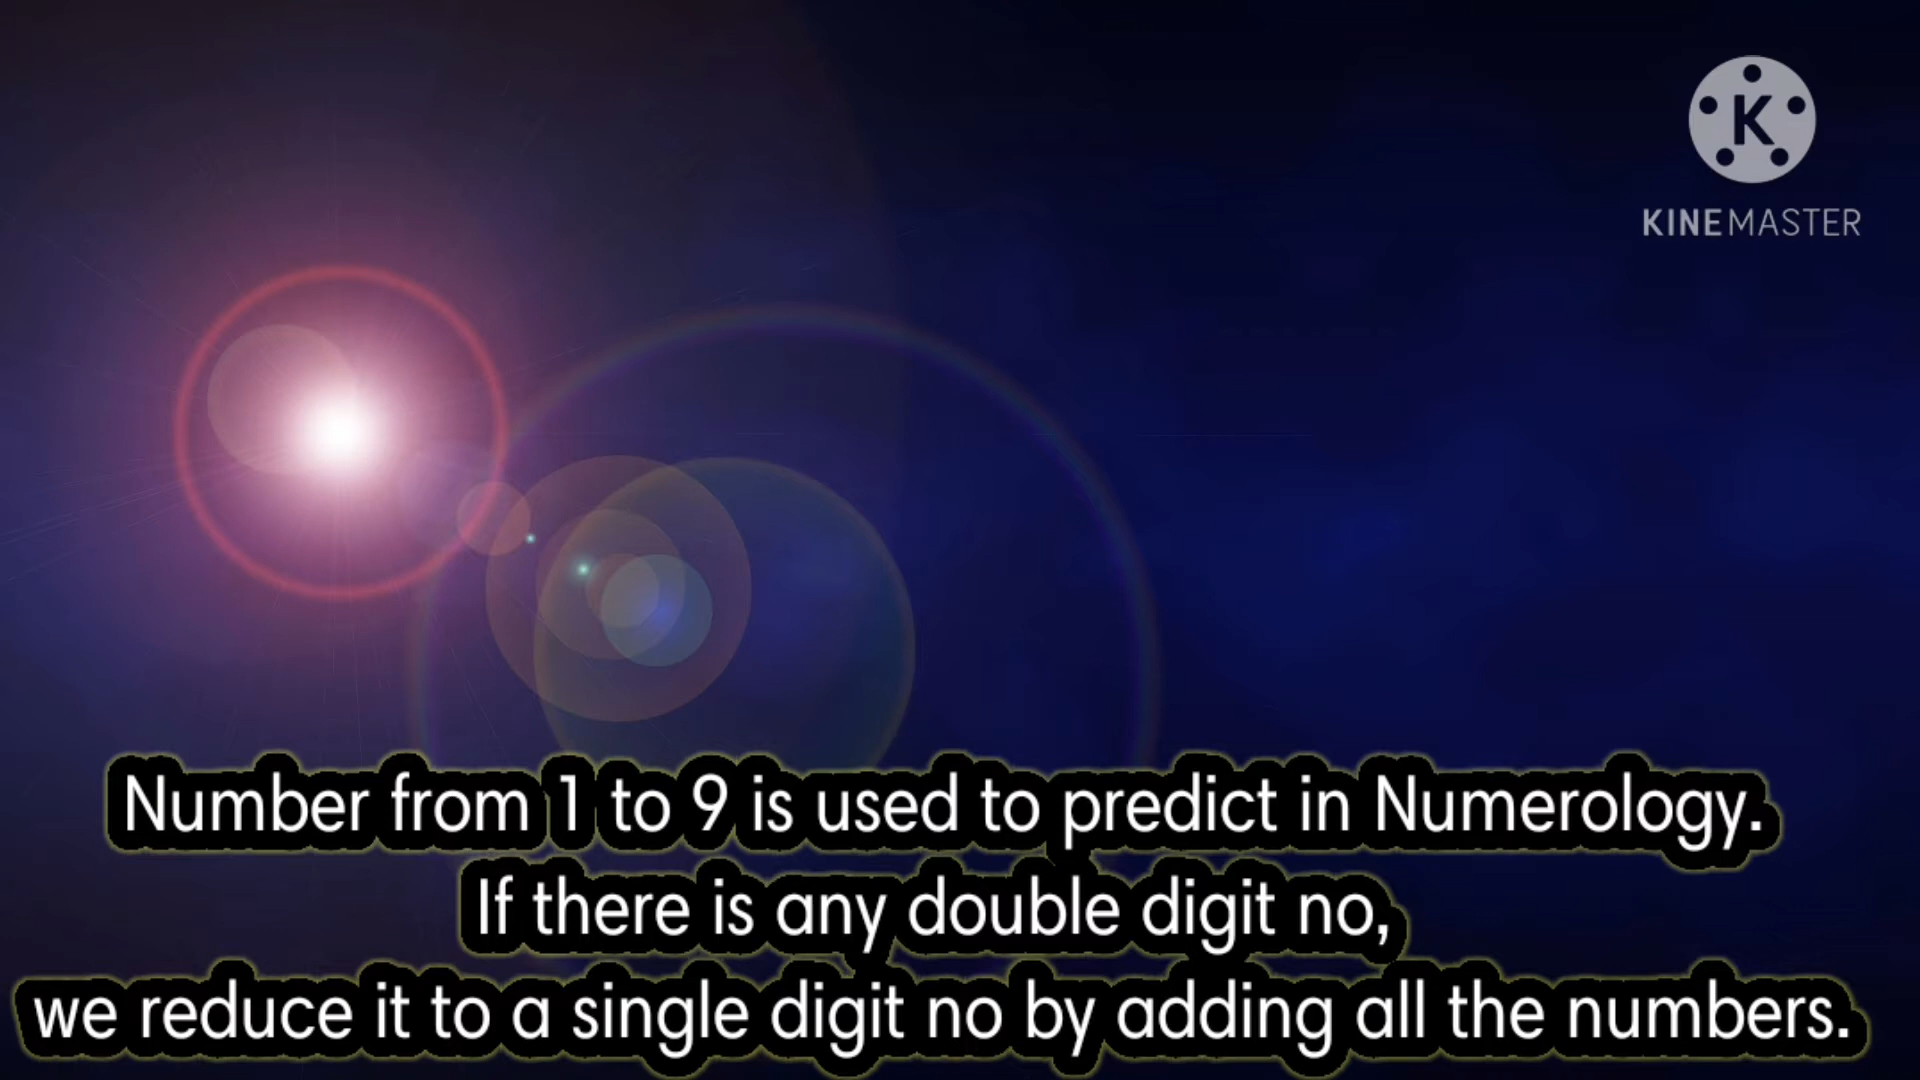 K
KINEMASTER
Number from 1 to 9 is used to predict in Numerology.
If there is any double digit no,
we reduce it to a single digit no by adding all the numbers.